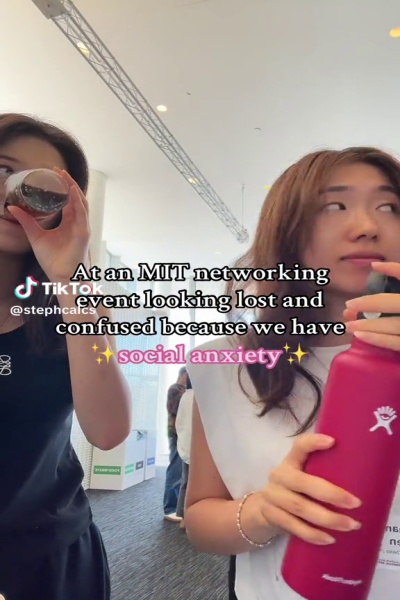 At an MIT networking
TikTok
event looking lost and
@stephcalcs
confused because we have
✨social anxiety✨